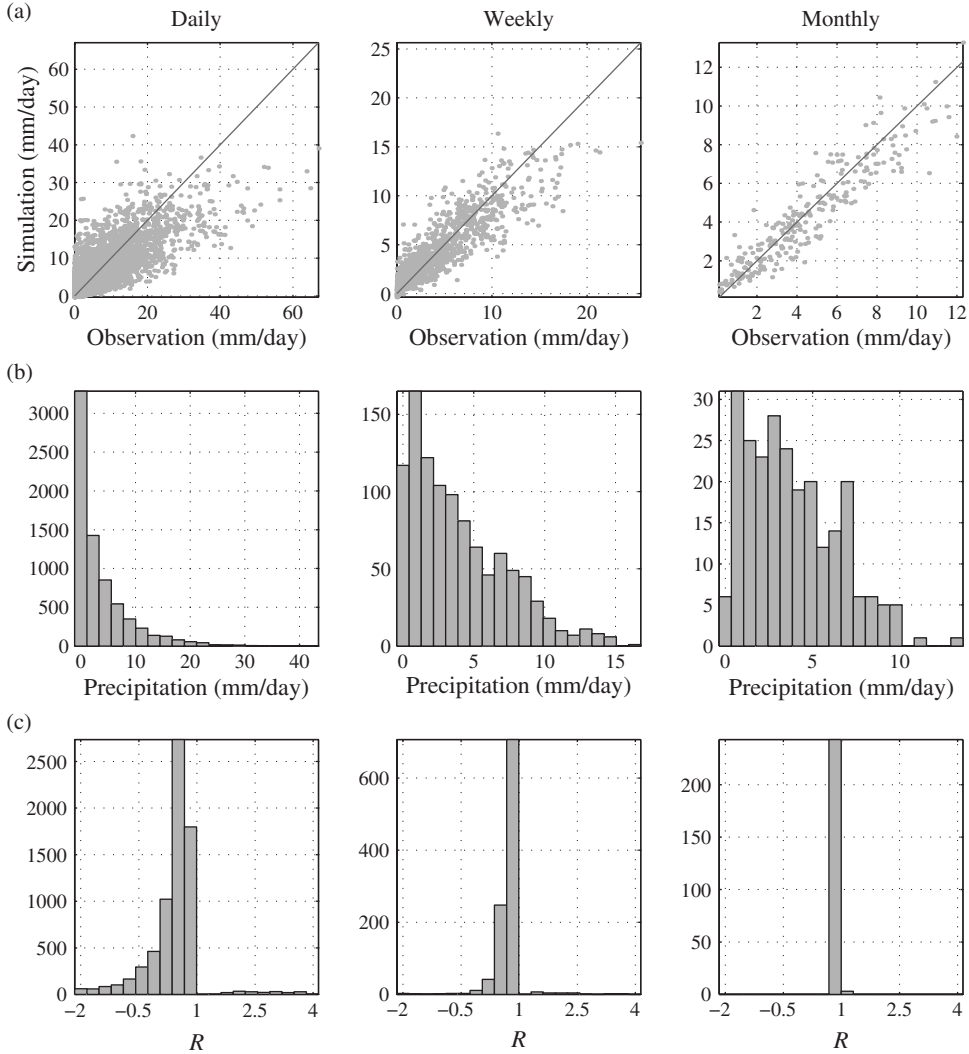 (a)
Daily Weekly Monthly
Simulation (mm/day)
60
50
40
30
20
10
0
0 20 40 60
Observation (mm/day)
25
20
15
10
5
0
0 10 20
Observation (mm/day)
12
10
8
6
4
2
2 4 6 8 10 12
Observation (mm/day)
(b)
3000
2500
2000
1500
1000
500
0
0 10 20 30 40
Precipitation (mm/day)
150
100
50
0
0 5 10 15
Precipitation (mm/day)
30
25
20
15
10
5
0
0 5 10
Precipitation (mm/day)
(c)
2500
2000
1500
1000
500
0
−2 −0.5 1 2.5 4
R
600
400
200
0
−2 −0.5 1 2.5 4
R
200
150
100
50
0
−2 −0.5 1 2.5 4
R